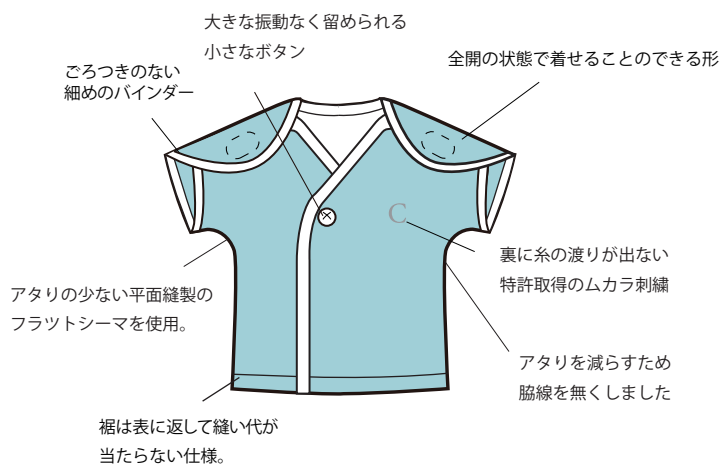 大きな振動なく留められる
小さなボタン
全開の状態で着せることのできる形
ごろつきのない
細めのバインダー
C
裏に糸の渡りが出ない
特許取得のムカラ刺繍
アタリの少ない平面縫製の
フラツトシーマを使用。
アタリを減らすため
脇線を無くしました
裾は表に返して縫い代が
当たらない仕様。